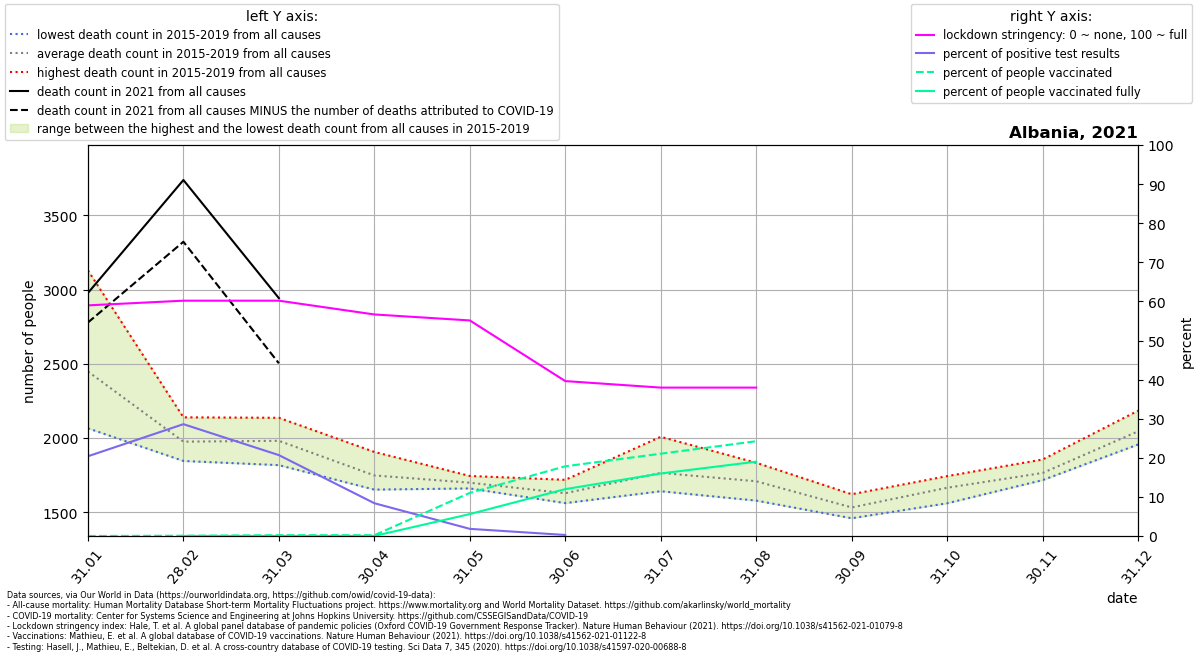 left Y axis:
lowest death count in 2015-2019 from all causes
average death count in 2015-2019 from all causes
highest death count in 2015-2019 from all causes
death count in 2021 from all causes
death count in 2021 from all causes MINUS the number of deaths attributed to COVID-19
range between the highest and the lowest death count from all causes in 2015-2019
right Y axis:
lockdown stringency: 0 ~ none, 100 ~ full
percent of positive test results
percent of people vaccinated
percent of people vaccinated fully
Albania, 2021
number of people
3500
3000
2500
2000
1500
100
90
80
70
60
50
40
30
20
10
0
percent
31.01
28.02
31.03
30.04
31.05
30.06
31.07
31.08
30.09
31.10
30.11
31.12
date
Data sources, via Our World in Data (https://ourworldindata.org, https://github.com/owid/covid-19-data):
- All-cause mortality: Human Mortality Database Short-term Mortality Fluctuations project. https://www.mortality.org and World Mortality Dataset. https://github.com/akarlinsky/world_mortality
- COVID-19 mortality: Center for Systems Science and Engineering at Johns Hopkins University. https://github.com/CSSEGISandData/COVID-19
- Lockdown stringency index: Hale, T. et al. A global panel database of pandemic policies (Oxford COVID-19 Government Response Tracker). Nature Human Behaviour (2021). https://doi.org/10.1038/s41562-021-01079-8
- Vaccinations: Mathieu, E. et al. A global database of COVID-19 vaccinations. Nature Human Behaviour (2021). https://doi.org/10.1038/s41562-021-01122-8
- Testing: Hasell, J., Mathieu, E., Beltekian, D. et al. A cross-country database of COVID-19 testing. Sci Data 7, 345 (2020). https://doi.org/10.1038/s41597-020-00688-8